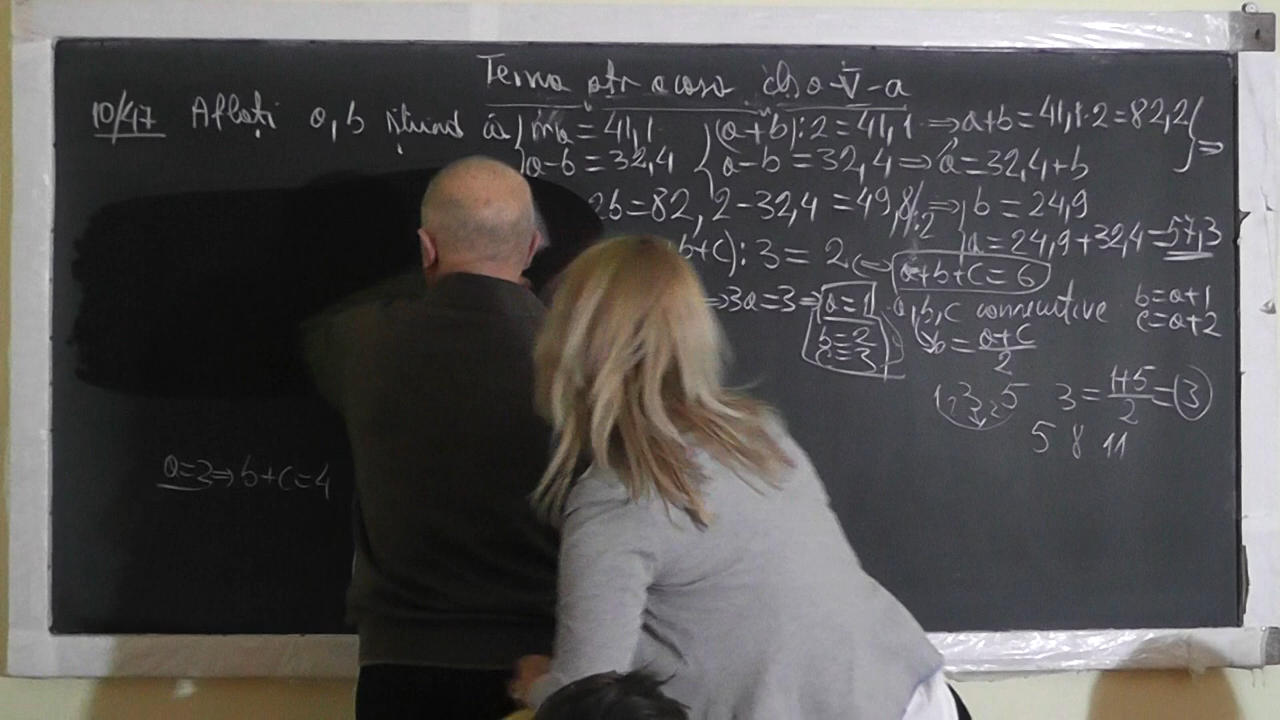 Tema ptr acasă cls a V-a
10/47 Aflați a, b știind că { ma = 41,1 { (a+b):2 = 41,1 ⇒ a+b = 41,1·2 = 82,2 } ⇒
a-b = 32,4 { a-b = 32,4 ⇒ a = 32,4+b
2b = 82,2-32,4 = 49,8 /:2 ⇒ b = 24,9
a = 24,9+32,4 = 57,3
b+c):3 = 2 ⇒ a+b+c = 6
⇒ 3a = 3 ⇒ a = 1 a,b,c consecutive b = a+1
b = 2 b = (a+c)/2 c = a+2
c = 3
1 2 3 2 5 3 = (1+5)/2 = 3
5 8 11
a = 2 ⇒ b+c = 4